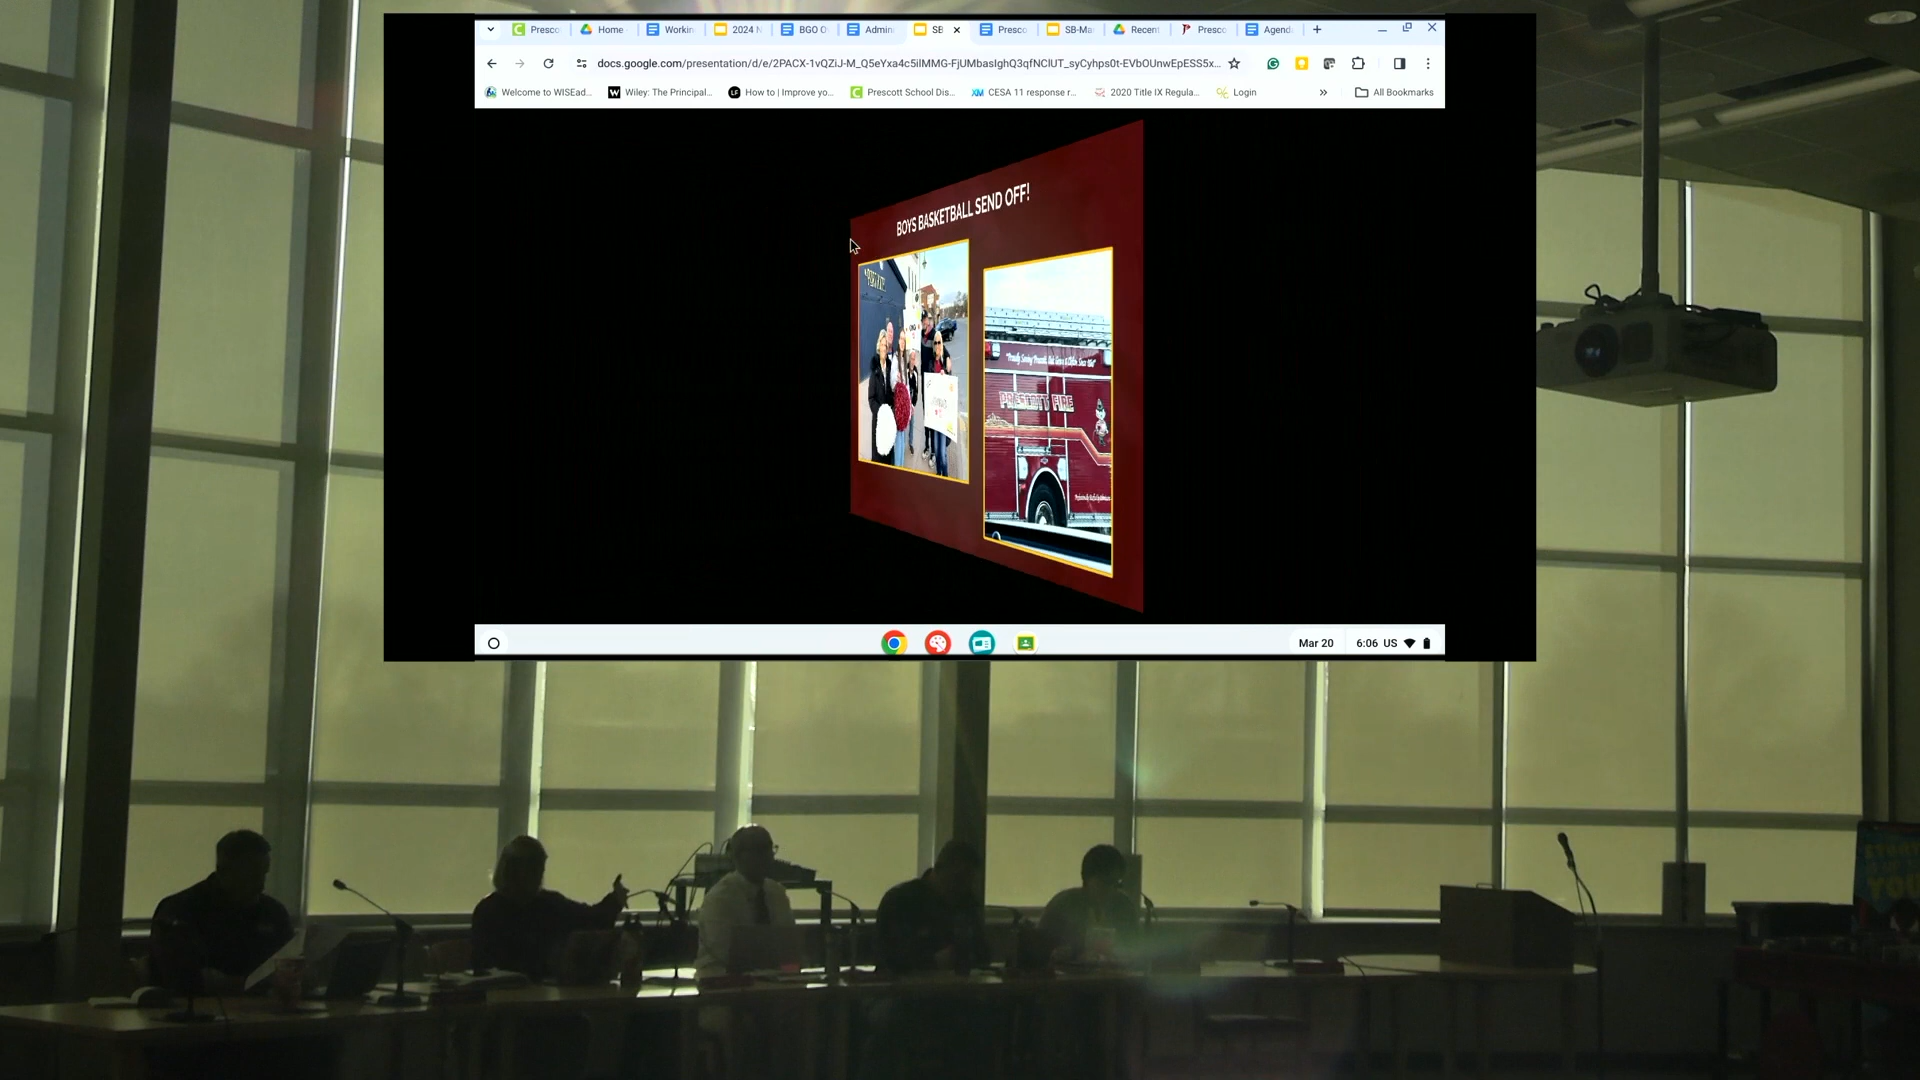 Presco
Home
Workin
2024 N
BGO O
Admin
SB
Presco
SB-Ma
Recent
Presco
Agend
docs.google.com/presentation/d/e/2PACX-1vQZiJ-M_Q5eYxa4c5iIMMG-FjUMbasIghQ3qfNCIUT_syCyhps0t-EVbOUnwEpESS5x...
Welcome to WISEad...
Wiley: The Principal...
How to | Improve yo...
Prescott School Dis...
CESA 11 response r...
2020 Title IX Regula...
Login
»
All Bookmarks
BOYS BASKETBALL SEND OFF!
PRESCOTT FIRE
Mar 20
6:06 US
YOU